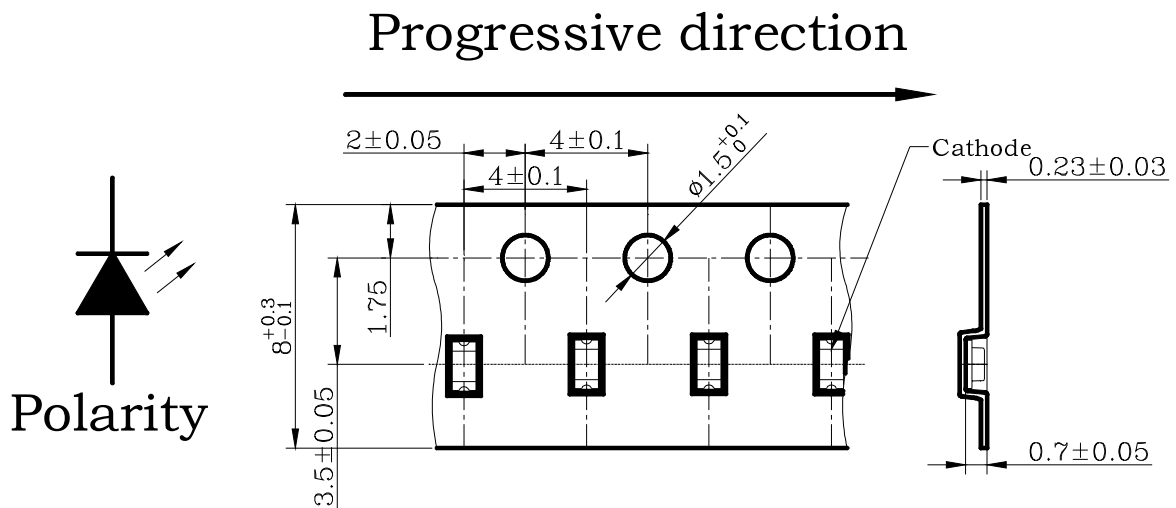 Progressive direction
2±0.05
4±0.1
4±0.1
ø1.5 +0.1 0
Cathode
0.23±0.03
1.75
8 +0.3 -0.1
3.5±0.05
Polarity
0.7±0.05